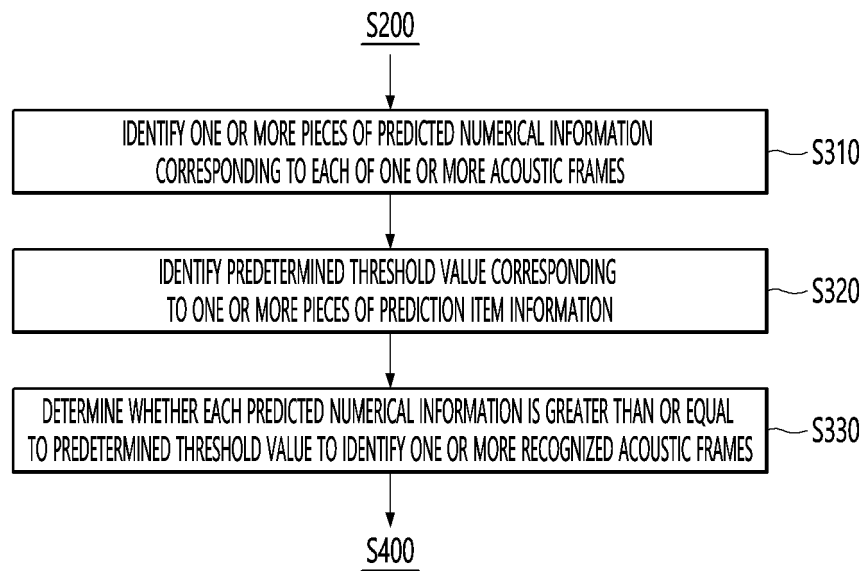 S200
IDENTIFY ONE OR MORE PIECES OF PREDICTED NUMERICAL INFORMATION
CORRESPONDING TO EACH OF ONE OR MORE ACOUSTIC FRAMES
S310
IDENTIFY PREDETERMINED THRESHOLD VALUE CORRESPONDING
TO ONE OR MORE PIECES OF PREDICTION ITEM INFORMATION
S320
DETERMINE WHETHER EACH PREDICTED NUMERICAL INFORMATION IS GREATER THAN OR EQUAL
TO PREDETERMINED THRESHOLD VALUE TO IDENTIFY ONE OR MORE RECOGNIZED ACOUSTIC FRAMES
S330
S400